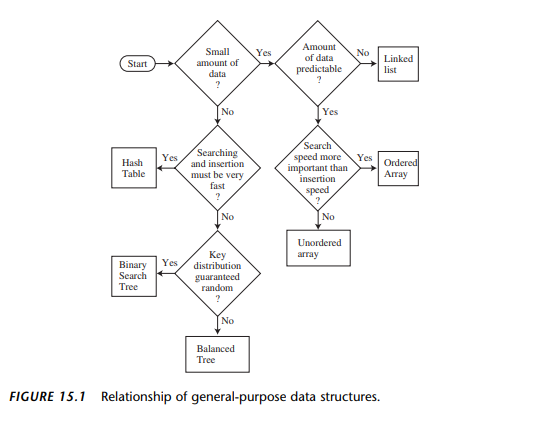 Start
Small
amount of
data
?
Yes
Amount
of data
predictable
?
No
Linked
list
No
Yes
Hash
Table
Yes
Searching
and insertion
must be very
fast
?
Search
speed more
important than
insertion
speed
?
Yes
Ordered
Array
No
No
Unordered
array
Binary
Search
Tree
Yes
Key
distribution
guaranteed
random
?
No
Balanced
Tree
FIGURE 15.1 Relationship of general-purpose data structures.